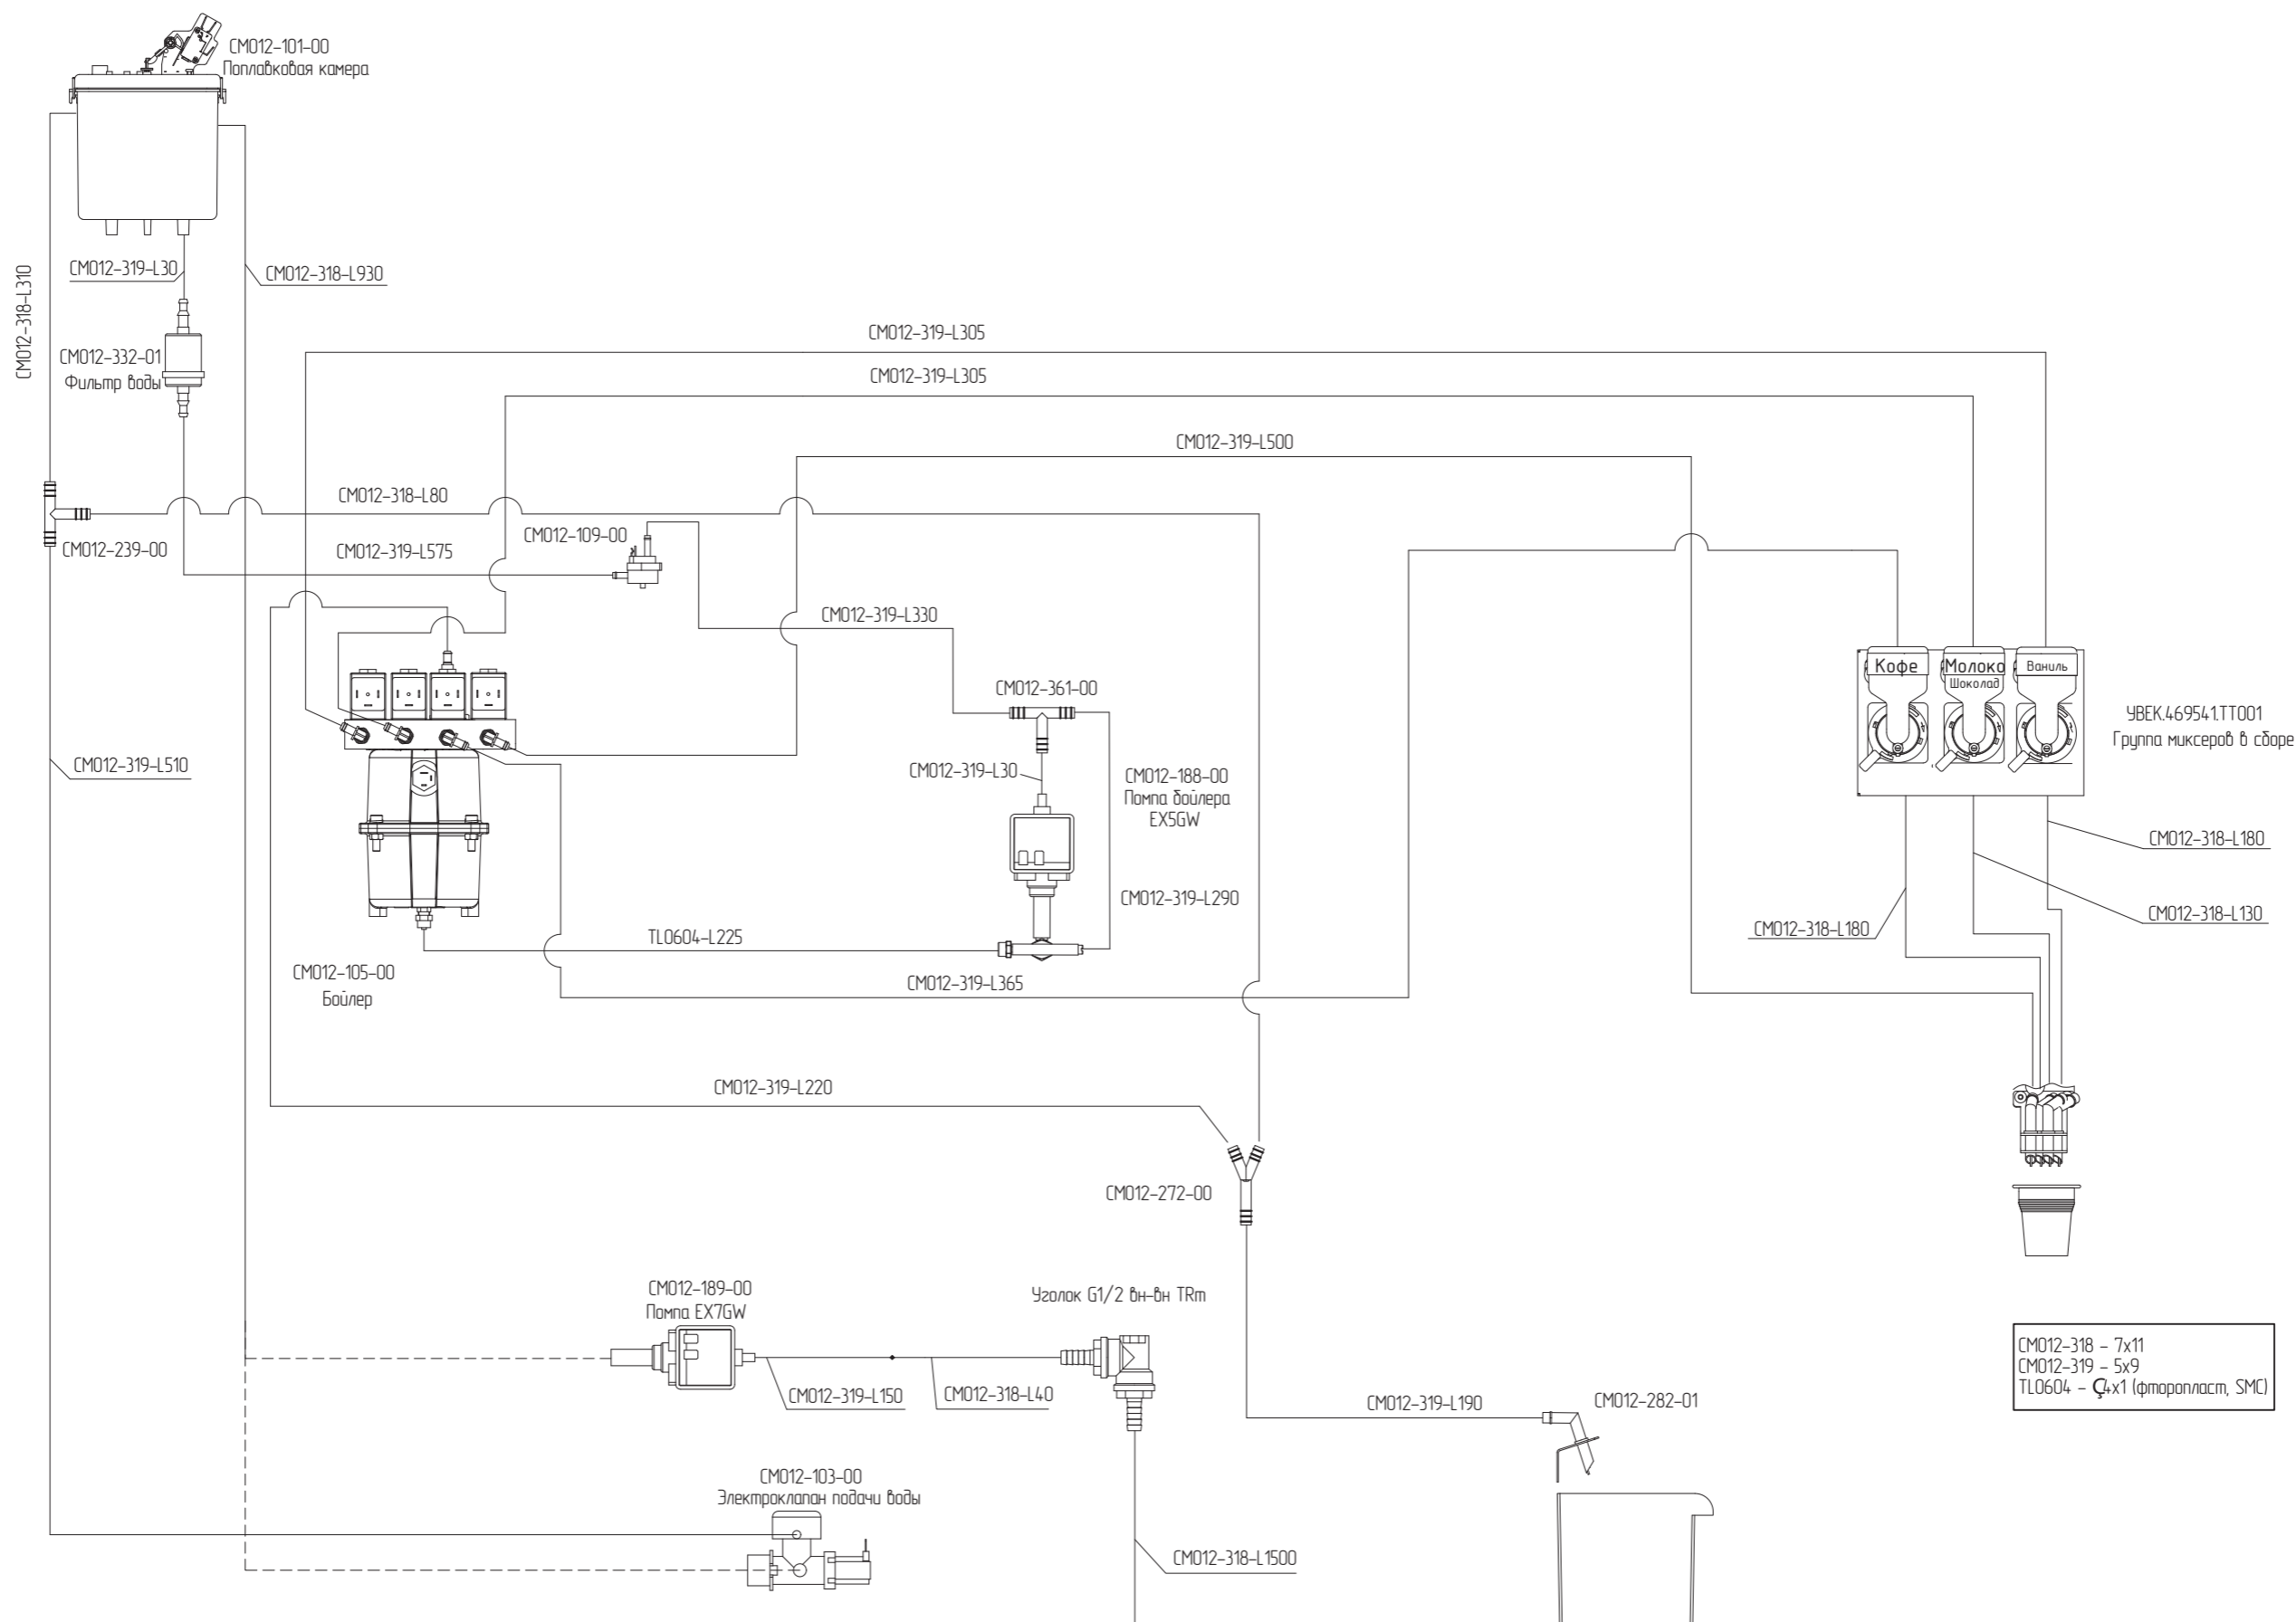 СМ012-101-00
Поплавковая камера
СМ012-318-L310
СМ012-319-L30
СМ012-318-L930
СМ012-332-01
Фильтр воды
СМ012-319-L305
СМ012-319-L305
СМ012-319-L500
СМ012-318-L80
СМ012-239-00
СМ012-319-L575
СМ012-109-00
СМ012-319-L330
СМ012-361-00
Кофе
Молоко
Шоколад
Ваниль
УВЕК.469541.ТТ001
Группа миксеров в сборе
СМ012-319-L510
СМ012-319-L30
СМ012-188-00
Помпа бойлера
EX5GW
СМ012-318-L180
СМ012-319-L290
СМ012-318-L130
СМ012-318-L180
TL0604-L225
СМ012-105-00
Бойлер
СМ012-319-L365
СМ012-319-L220
СМ012-272-00
СМ012-189-00
Помпа EX7GW
Уголок G1/2 вн-вн TRm
СМ012-319-L150
СМ012-318-L40
СМ012-319-L190
СМ012-282-01
СМ012-318 - 7x11
СМ012-319 - 5x9
TL0604 - Ç4x1 (фторопласт, SMC)
СМ012-103-00
Электроклапан подачи воды
СМ012-318-L1500